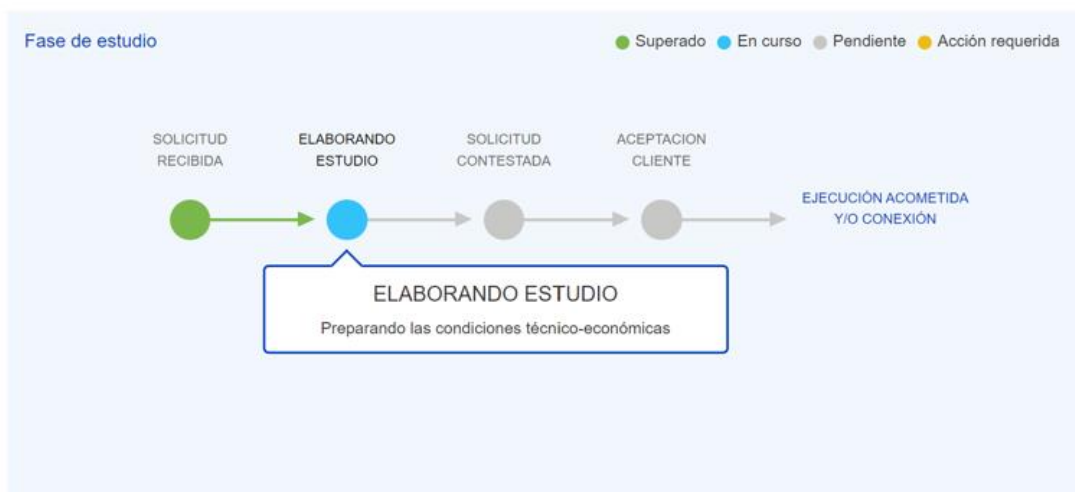 Fase de estudio
Superado En curso Pendiente Acción requerida
SOLICITUD
RECIBIDA
ELABORANDO
ESTUDIO
SOLICITUD
CONTESTADA
ACEPTACION
CLIENTE
EJECUCIÓN ACOMETIDA
Y/O CONEXIÓN
ELABORANDO ESTUDIO
Preparando las condiciones técnico-económicas